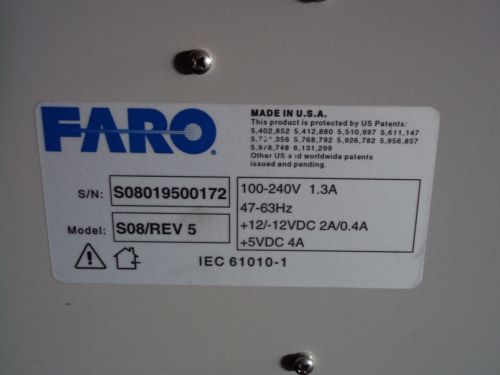 FARO
MADE IN U.S.A.
This product is protected by US Patents:
5,402,852 5,412,880 5,510,997 5,611,147
5,768,792 5,926,782 5,956,857
6,131,299
Other US and worldwide patents
issued and pending.
S/N: S08019500172
Model: S08/REV 5
100-240V 1.3A
47-63Hz
+12/-12VDC 2A/0.4A
+5VDC 4A
IEC 61010-1